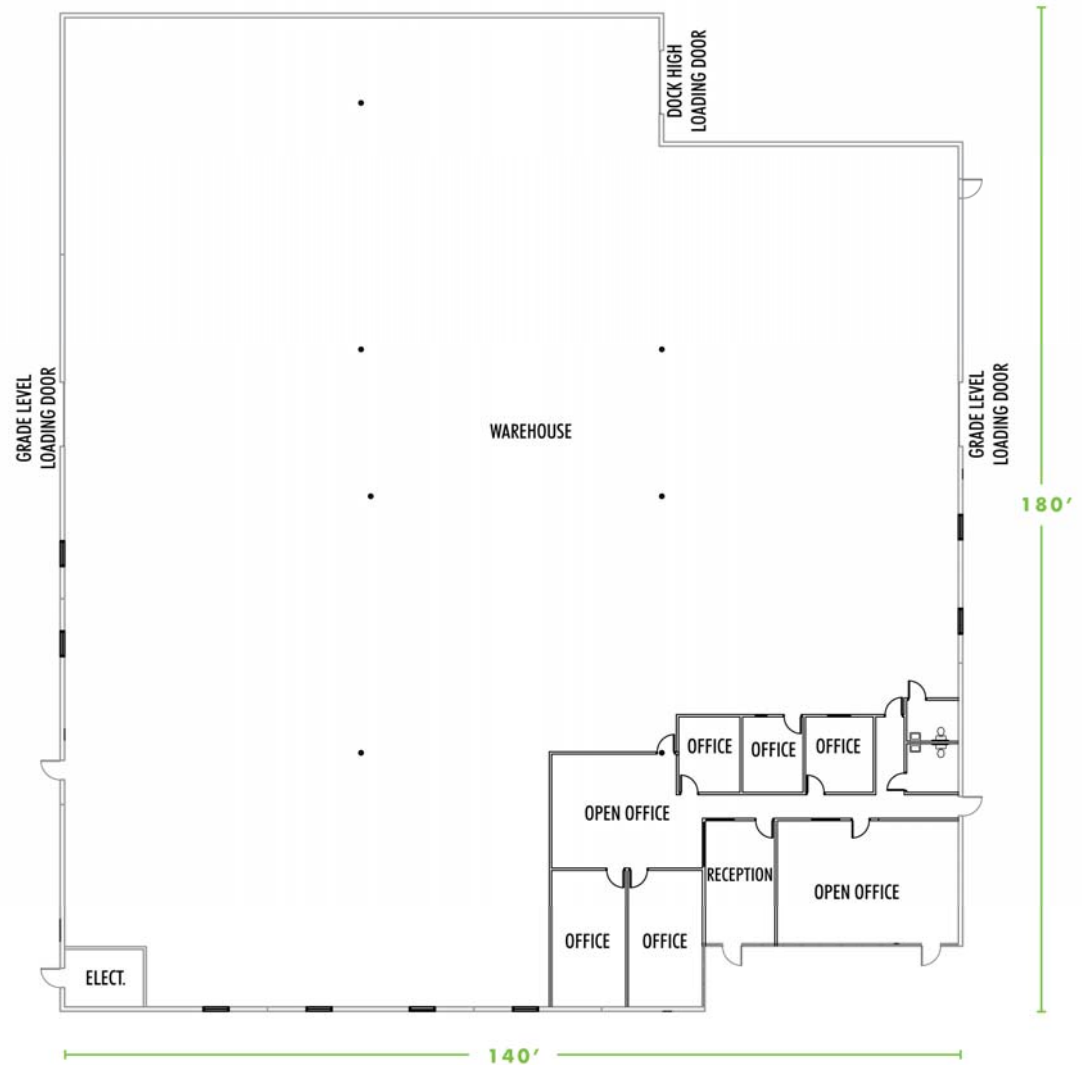 DOCK HIGH
LOADING DOOR
GRADE LEVEL
LOADING DOOR
WAREHOUSE
GRADE LEVEL
LOADING DOOR
180’
OFFICE
OFFICE
OFFICE
OPEN OFFICE
RECEPTION
OPEN OFFICE
OFFICE
OFFICE
ELECT.
140’